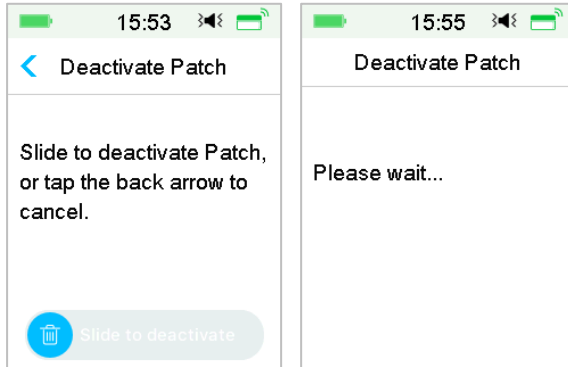 15:53
Deactivate Patch
Slide to deactivate Patch,
or tap the back arrow to
cancel.
Slide to deactivate
15:55
Deactivate Patch
Please wait...